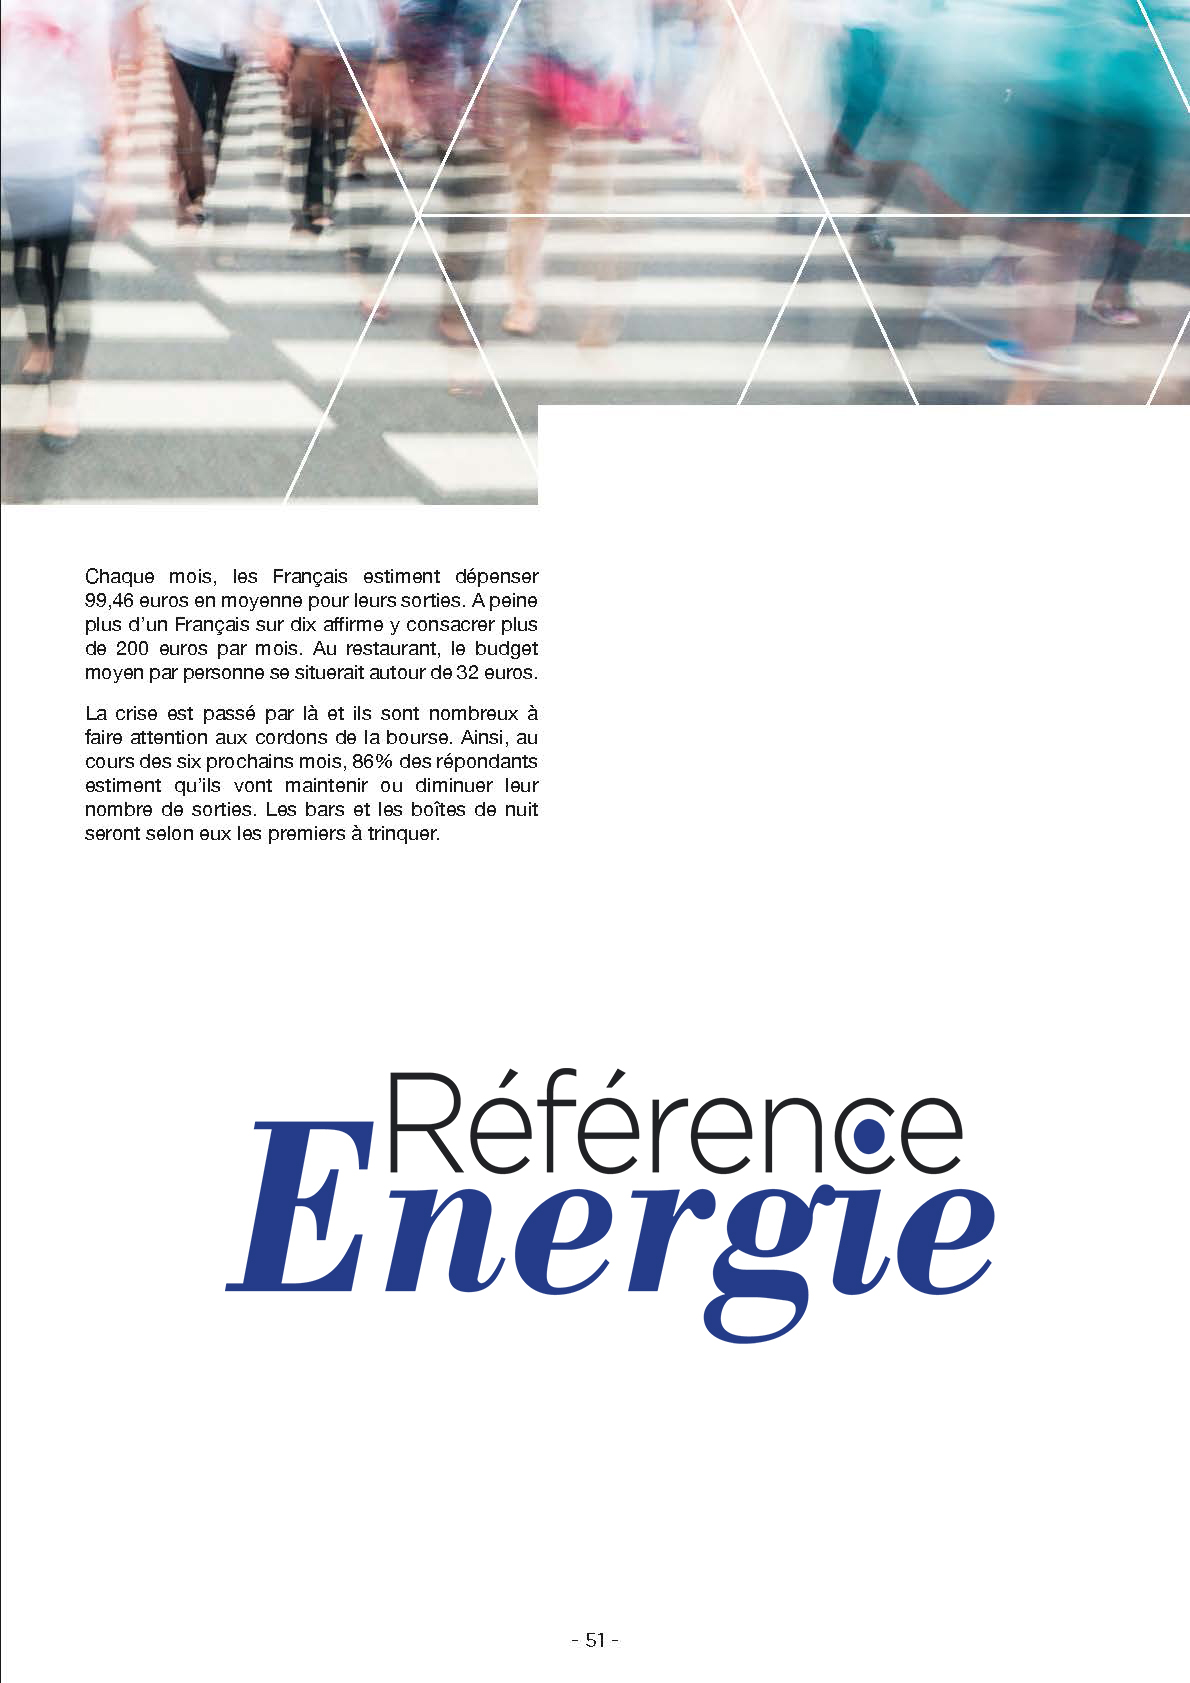 Chaque mois, les Français estiment dépenser
99,46 euros en moyenne pour leurs sorties. A peine
plus d'un Français sur dix affirme y consacrer plus
de 200 euros par mois. Au restaurant, le budget
moyen par personne se situerait autour de 32 euros.
La crise est passé par là et ils sont nombreux à
faire attention aux cordons de la bourse. Ainsi, au
cours des six prochains mois, 86% des répondants
estiment qu'ils vont maintenir ou diminuer leur
nombre de sorties. Les bars et les boîtes de nuit
seront selon eux les premiers à trinquer.
Référence
Energie
- 51 -